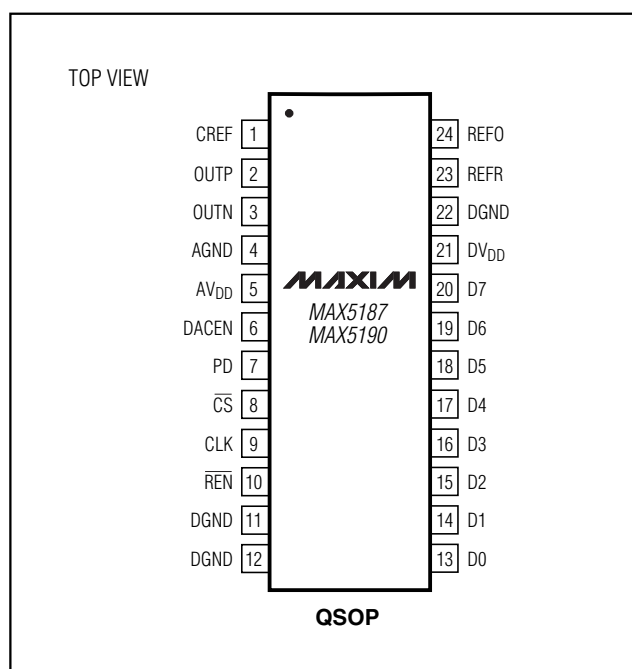 TOP VIEW
CREF 1
OUTP 2
OUTN 3
AGND 4
AVDD 5
DACEN 6
PD 7
C̅S̅ 8
CLK 9
R̅E̅N̅ 10
DGND 11
DGND 12
MAXIM
MAX5187
MAX5190
24 REFO
23 REFR
22 DGND
21 DVDD
20 D7
19 D6
18 D5
17 D4
16 D3
15 D2
14 D1
13 D0
QSOP